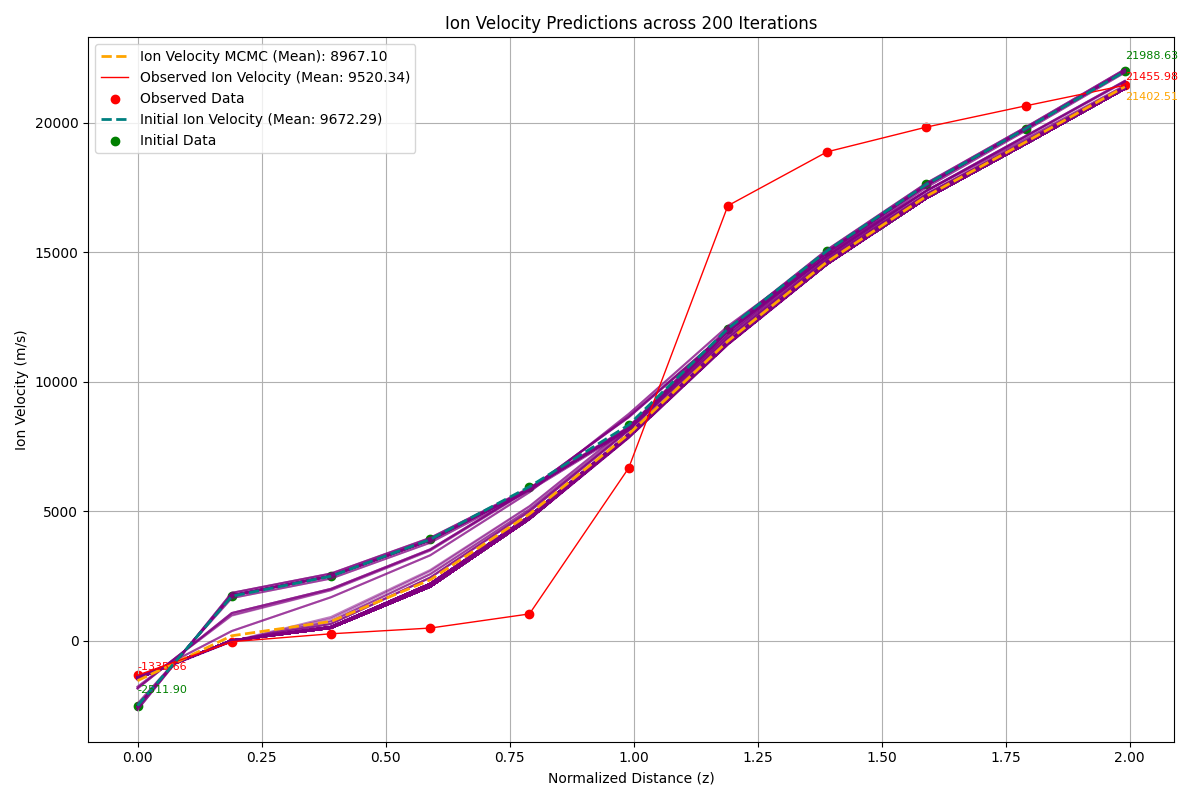 Ion Velocity Predictions across 200 Iterations
Ion Velocity MCMC (Mean): 8967.10
Observed Ion Velocity (Mean: 9520.34)
Observed Data
Initial Ion Velocity (Mean: 9672.29)
Initial Data
21988.63
21455.98
21402.51
20000
15000
10000
5000
0
-2511.90
Ion Velocity (m/s)
0.00
0.25
0.50
0.75
1.00
1.25
1.50
1.75
2.00
Normalized Distance (z)